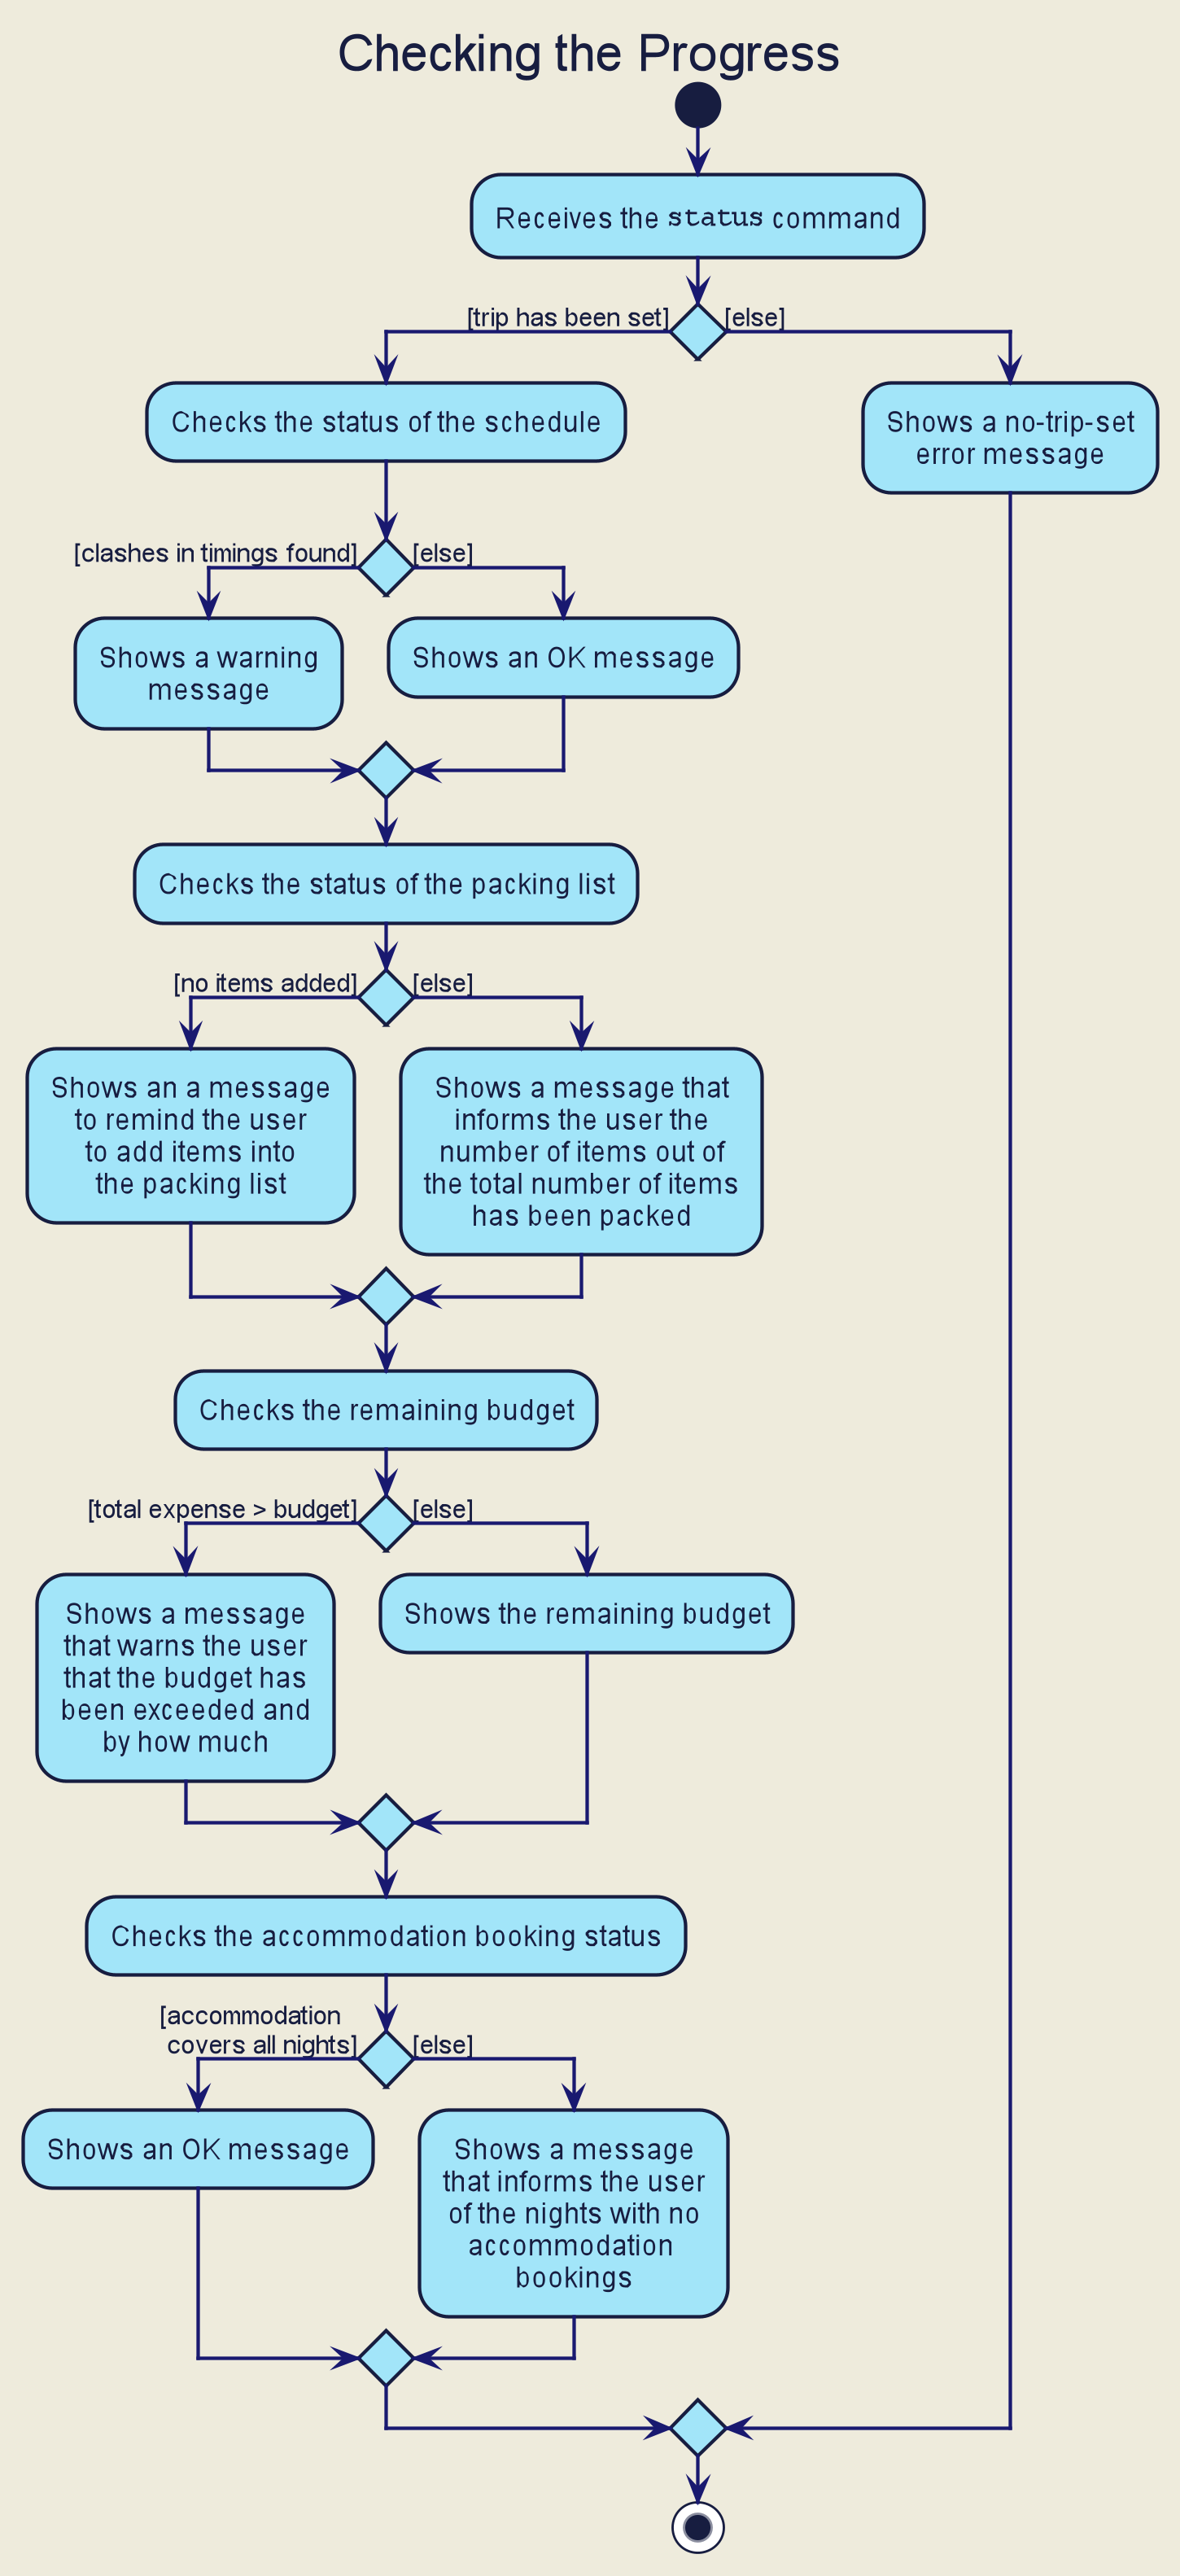 Checking the Progress
Receives the status command
[trip has been set]
[else]
Checks the status of the schedule
Shows a no-trip-set
error message
[clashes in timings found]
[else]
Shows a warning
message
Shows an OK message
Checks the status of the packing list
[no items added]
[else]
Shows an a message
to remind the user
to add items into
the packing list
Shows a message that
informs the user the
number of items out of
the total number of items
has been packed
Checks the remaining budget
[total expense > budget]
[else]
Shows a message
that warns the user
that the budget has
been exceeded and
by how much
Shows the remaining budget
Checks the accommodation booking status
[accommodation
covers all nights]
[else]
Shows an OK message
Shows a message
that informs the user
of the nights with no
accommodation
bookings